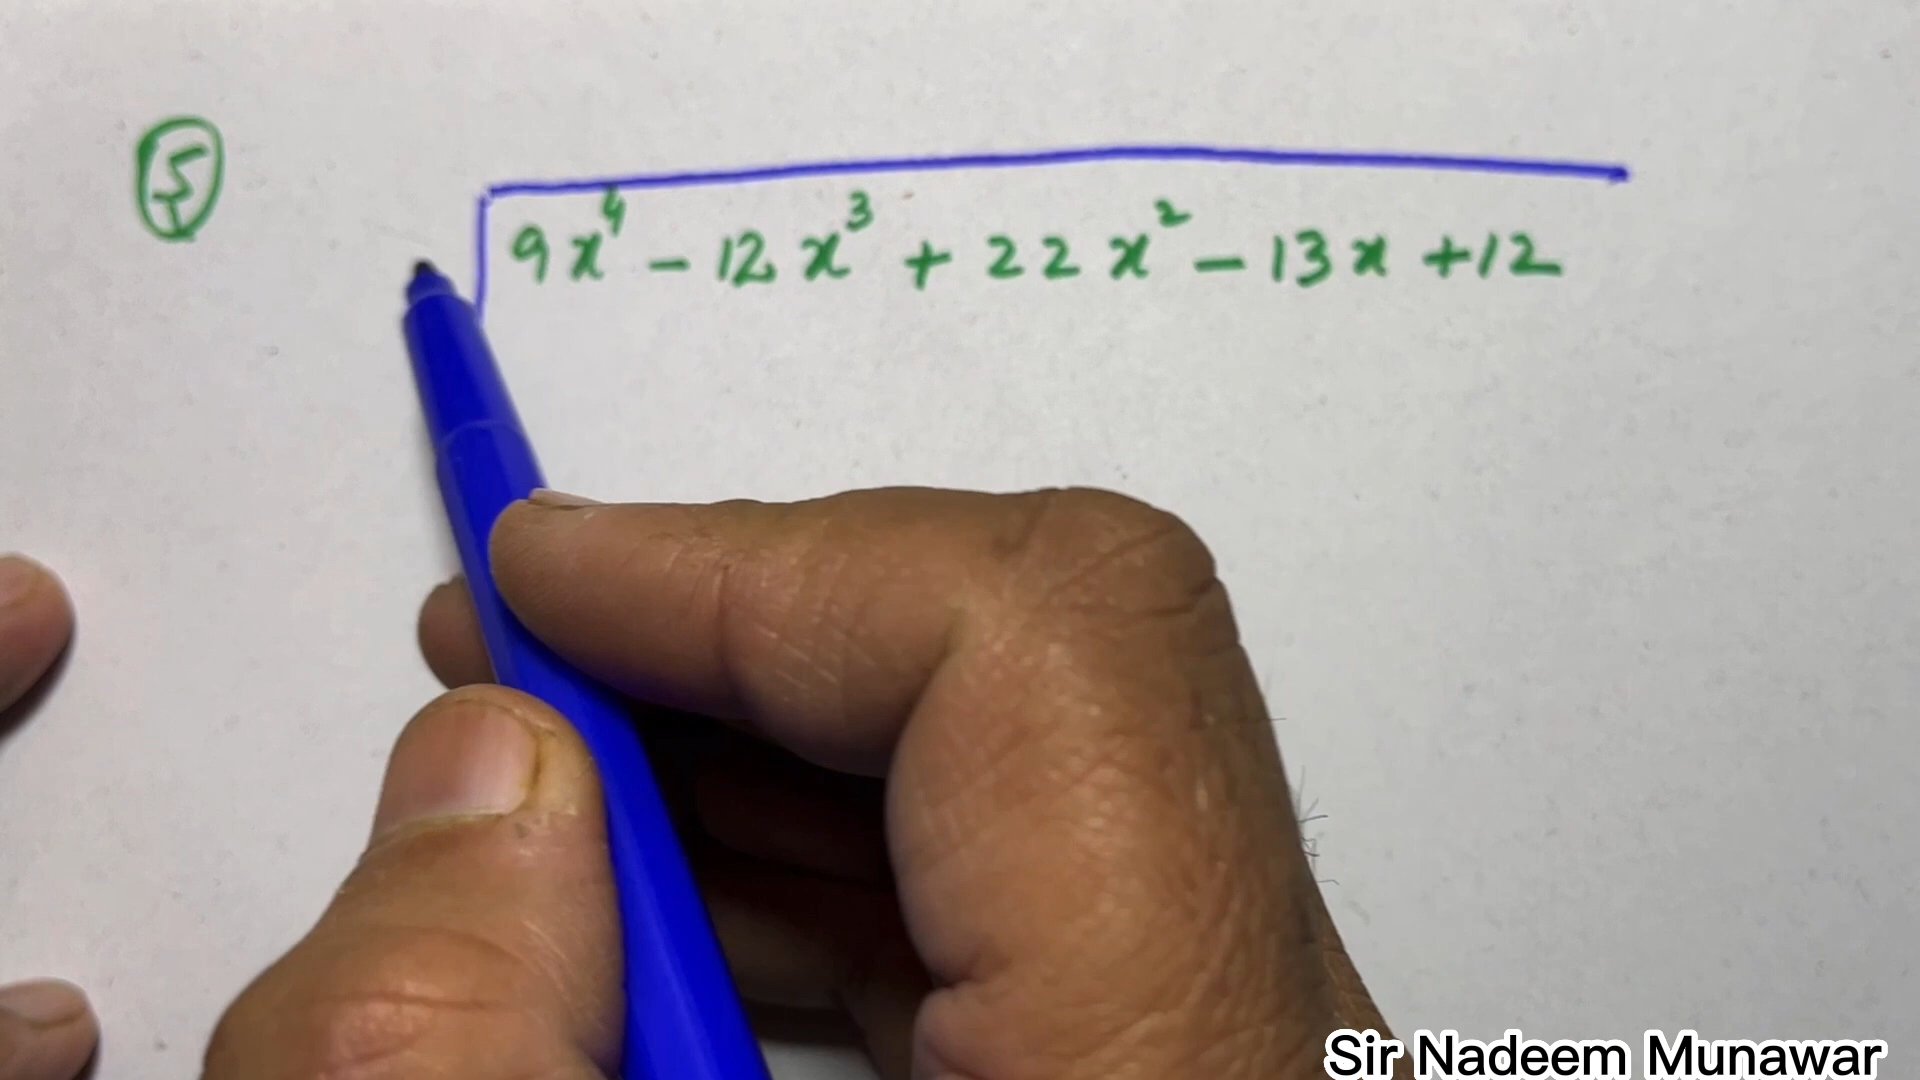 5
9x⁴ - 12x³ + 22x² - 13x + 12
Sir Nadeem Munawar